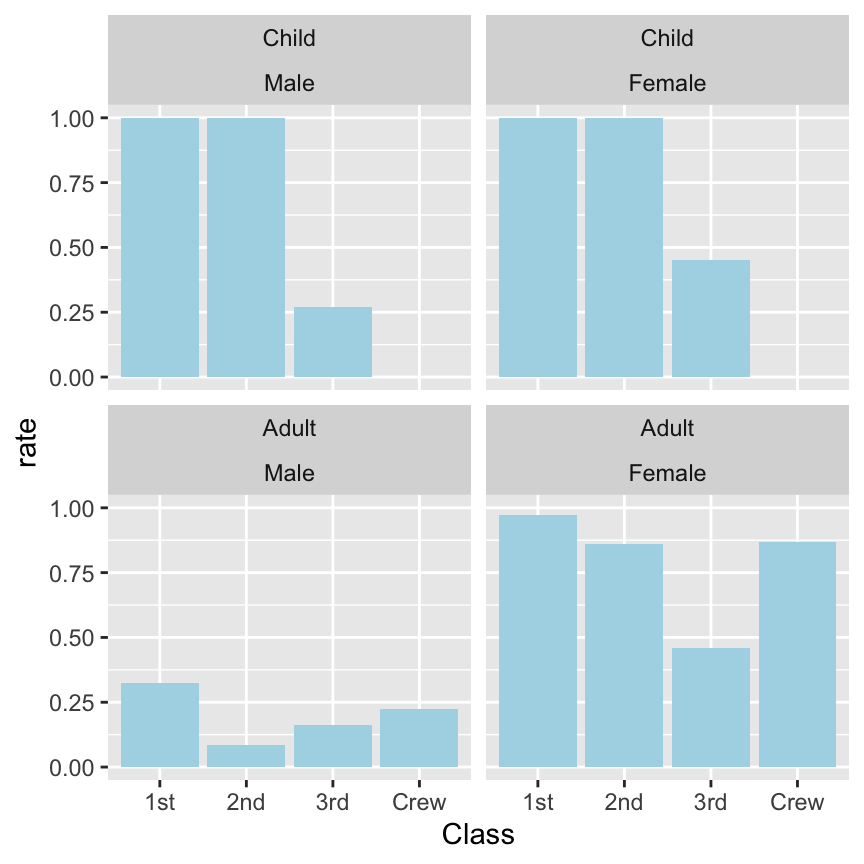 Child
Male
Child
Female
1.00
0.75
0.50
0.25
0.00
rate
Adult
Male
Adult
Female
1.00
0.75
0.50
0.25
0.00
1st 2nd 3rd Crew
1st 2nd 3rd Crew
Class